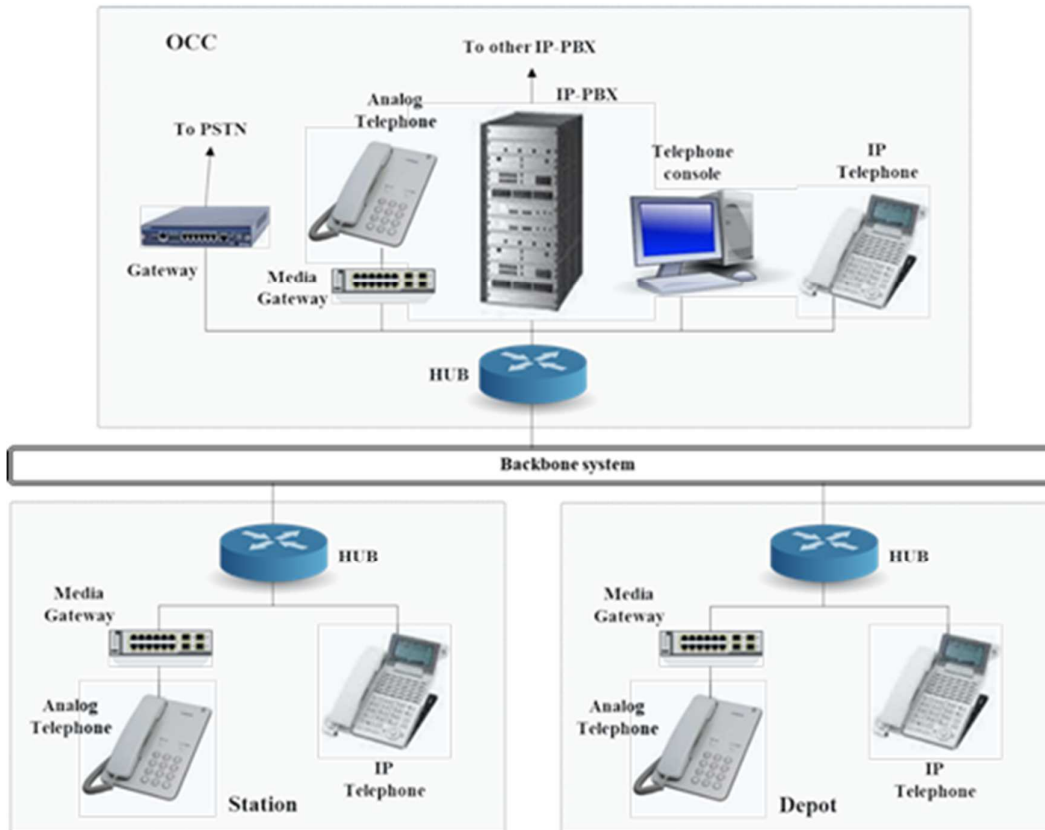 OCC
To other IP-PBX
IP-PBX
Analog
Telephone
To PSTN
Telephone
console
IP
Telephone
Gateway
Media
Gateway
HUB
Backbone system
HUB
Media
Gateway
Analog
Telephone
IP
Telephone
Station
HUB
Media
Gateway
Analog
Telephone
IP
Telephone
Depot